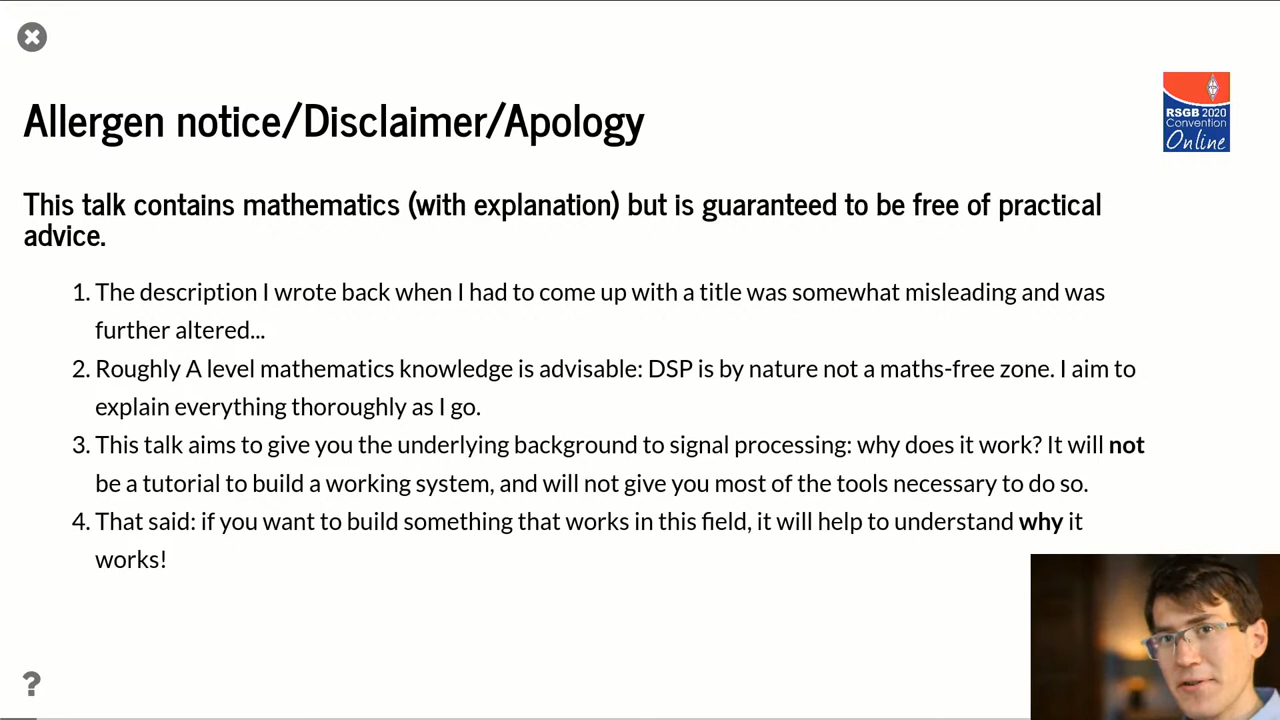 Allergen notice/Disclaimer/Apology
RSGB 2020
Convention
Online
This talk contains mathematics (with explanation) but is guaranteed to be free of practical
advice.
1. The description I wrote back when I had to come up with a title was somewhat misleading and was
further altered...
2. Roughly A level mathematics knowledge is advisable: DSP is by nature not a maths-free zone. I aim to
explain everything thoroughly as I go.
3. This talk aims to give you the underlying background to signal processing: why does it work? It will not
be a tutorial to build a working system, and will not give you most of the tools necessary to do so.
4. That said: if you want to build something that works in this field, it will help to understand why it
works!
?